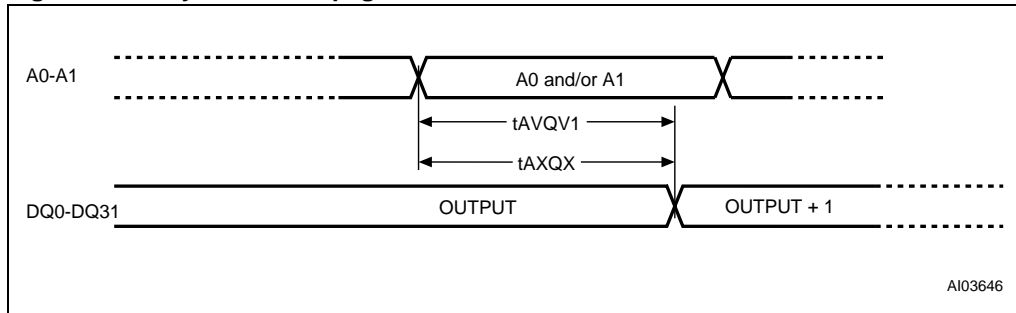 A0-A1
A0 and/or A1
tAVQV1
tAXQX
DQ0-DQ31
OUTPUT
OUTPUT + 1
AI03646